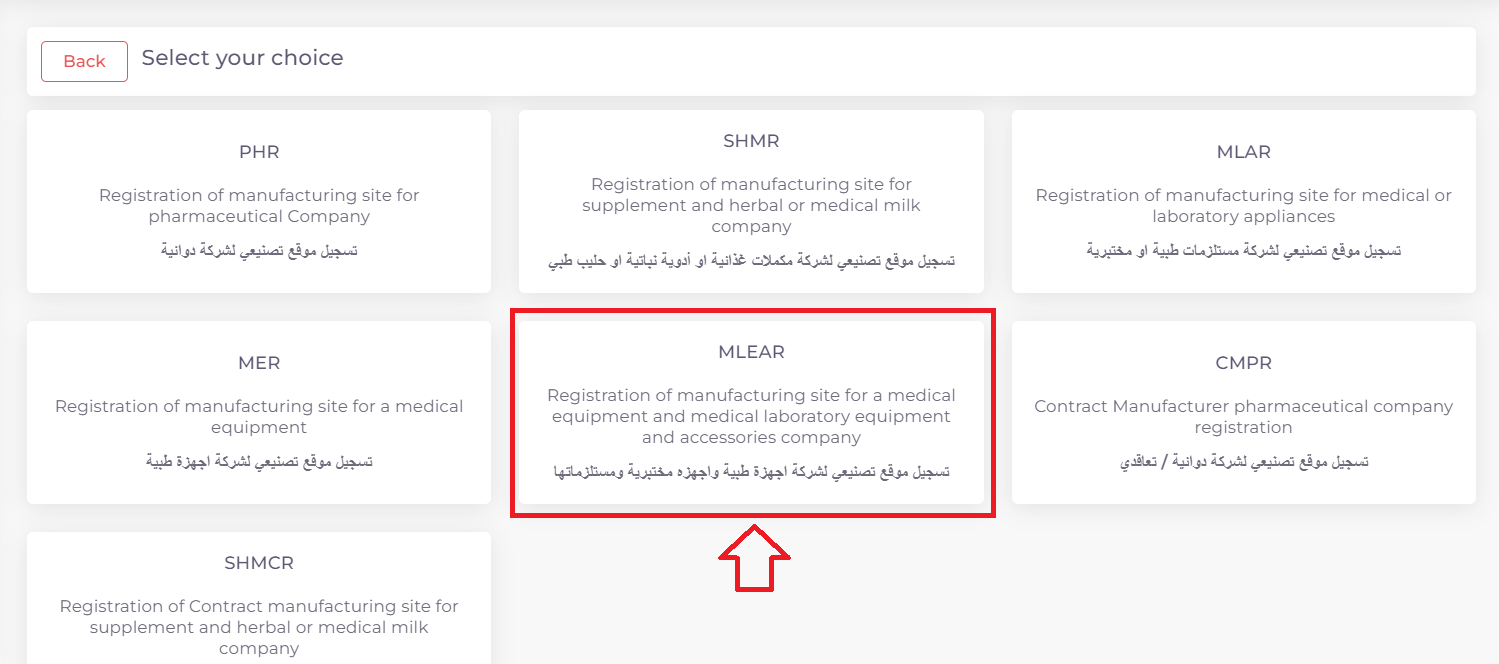 Back
Select your choice
PHR
Registration of manufacturing site for
pharmaceutical Company
تسجيل موقع تصنيعي لشركة دوائية
SHMR
Registration of manufacturing site for
supplement and herbal or medical milk
company
تسجيل موقع تصنيعي لشركة مكملات غذائية او أدوية نباتية او حليب طبي
MLAR
Registration of manufacturing site for medical or
laboratory appliances
تسجيل موقع تصنيعي لشركة مستلزمات طبية او مختبرية
MER
Registration of manufacturing site for a medical
equipment
تسجيل موقع تصنيعي لشركة اجهزة طبية
MLEAR
Registration of manufacturing site for a medical
equipment and medical laboratory equipment
and accessories company
تسجيل موقع تصنيعي لشركة اجهزة طبية واجهزه مختبرية ومستلزماتها
CMPR
Contract Manufacturer pharmaceutical company
registration
تسجيل موقع تصنيعي لشركة دوائية / تعاقدي
SHMCR
Registration of Contract manufacturing site for
supplement and herbal or medical milk
company